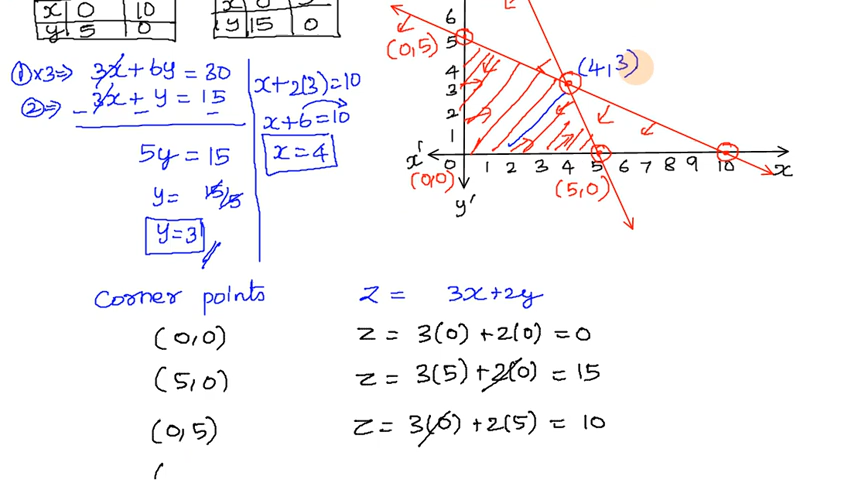 x 0 10
y 5 0
y 15 0
①×3⇒ 3x+6y=30
②⇒ 3x+y=15
5y=15
y= 15/5
y=3
x+2(3)=10
x+6=10
x=4
6
5
4
3
2
1
(0,5)
(4,3)
x' 0 1 2 3 4 5 6 7 8 9 10 x
(0,0)
y'
(5,0)
Corner points Z= 3x+2y
(0,0) Z= 3(0)+2(0)=0
(5,0) Z= 3(5)+2(0)=15
(0,5) Z= 3(0)+2(5)=10
(